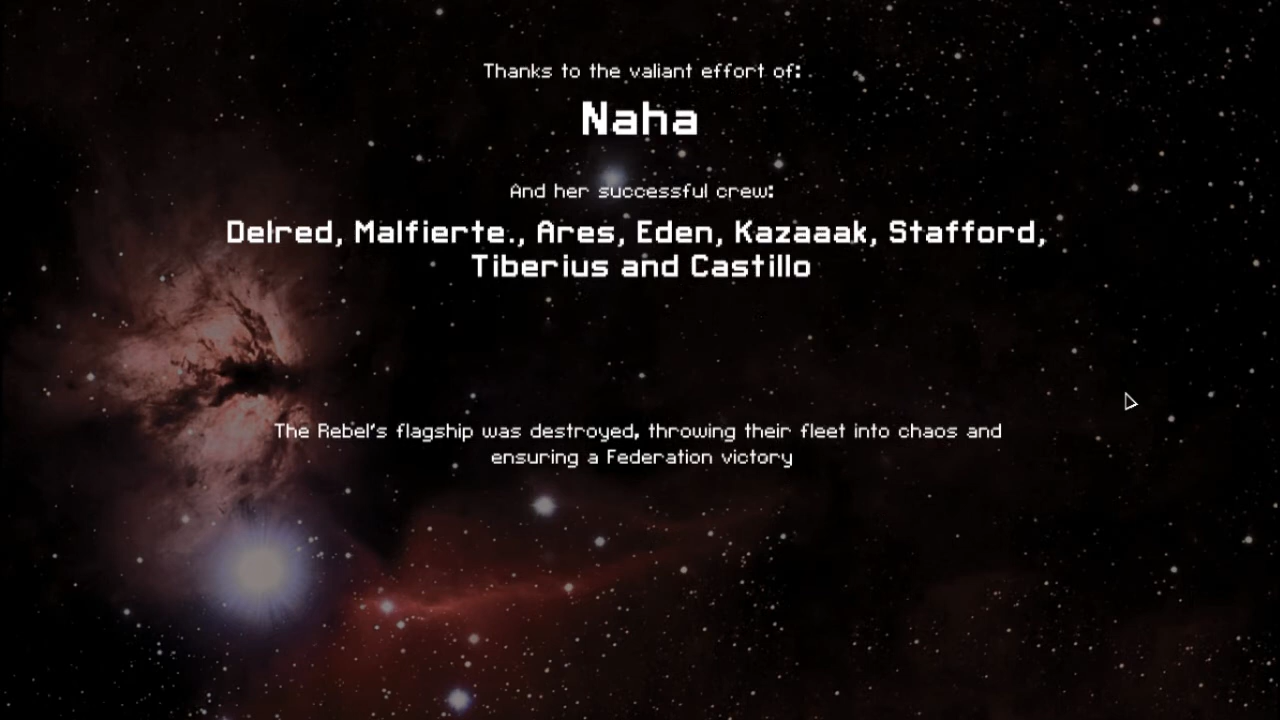 Thanks to the valiant effort of:
Naha
And her successful crew:
Delred, Malfierte., Ares, Eden, Kazaaak, Stafford,
Tiberius and Castillo
The Rebel's flagship was destroyed, throwing their fleet into chaos and
ensuring a Federation victory